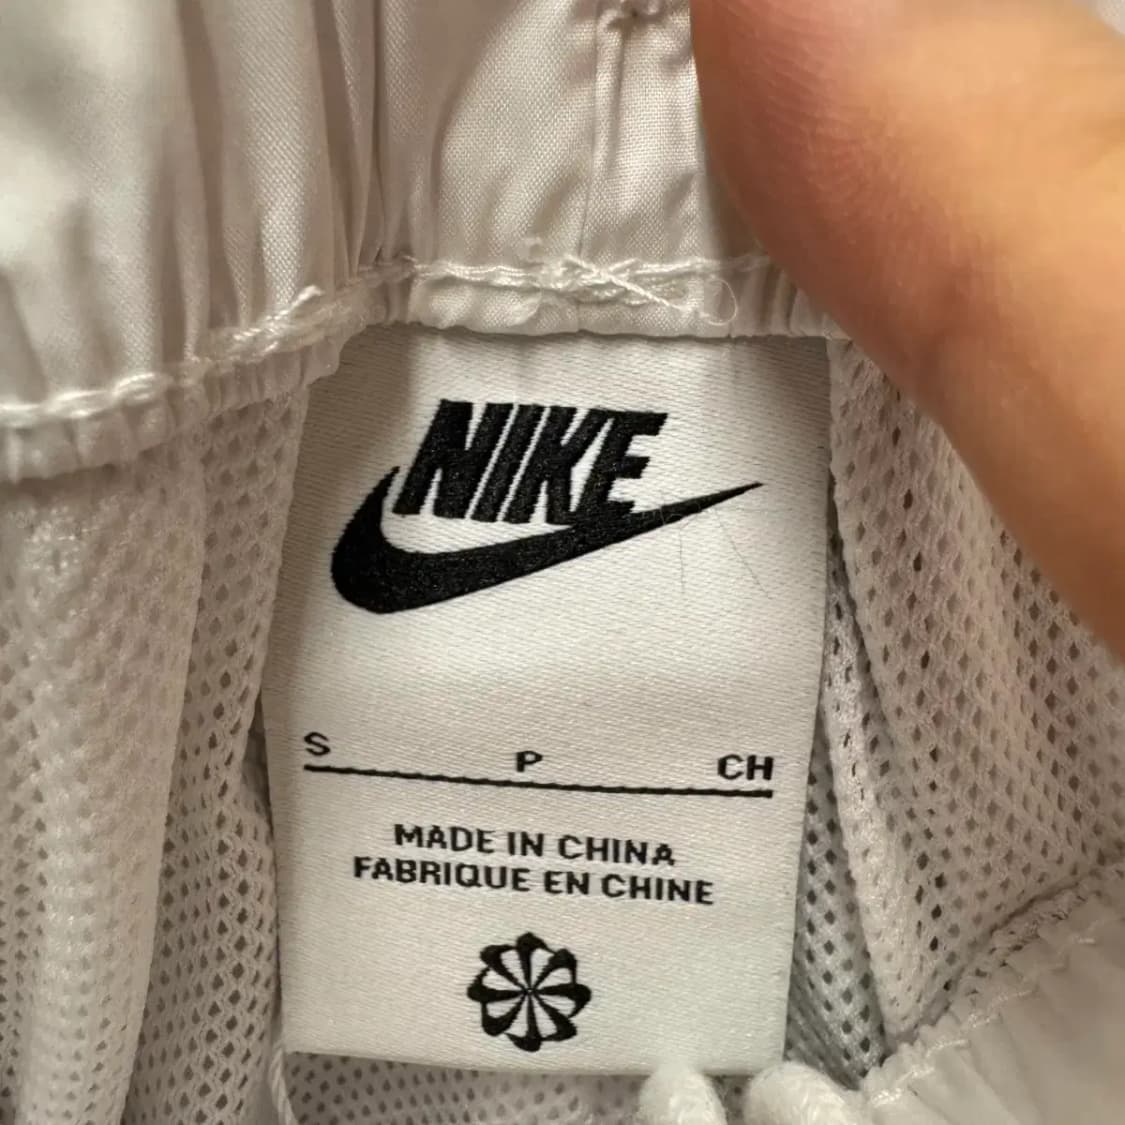 NIKE
S P CH
MADE IN CHINA
FABRIQUE EN CHINE